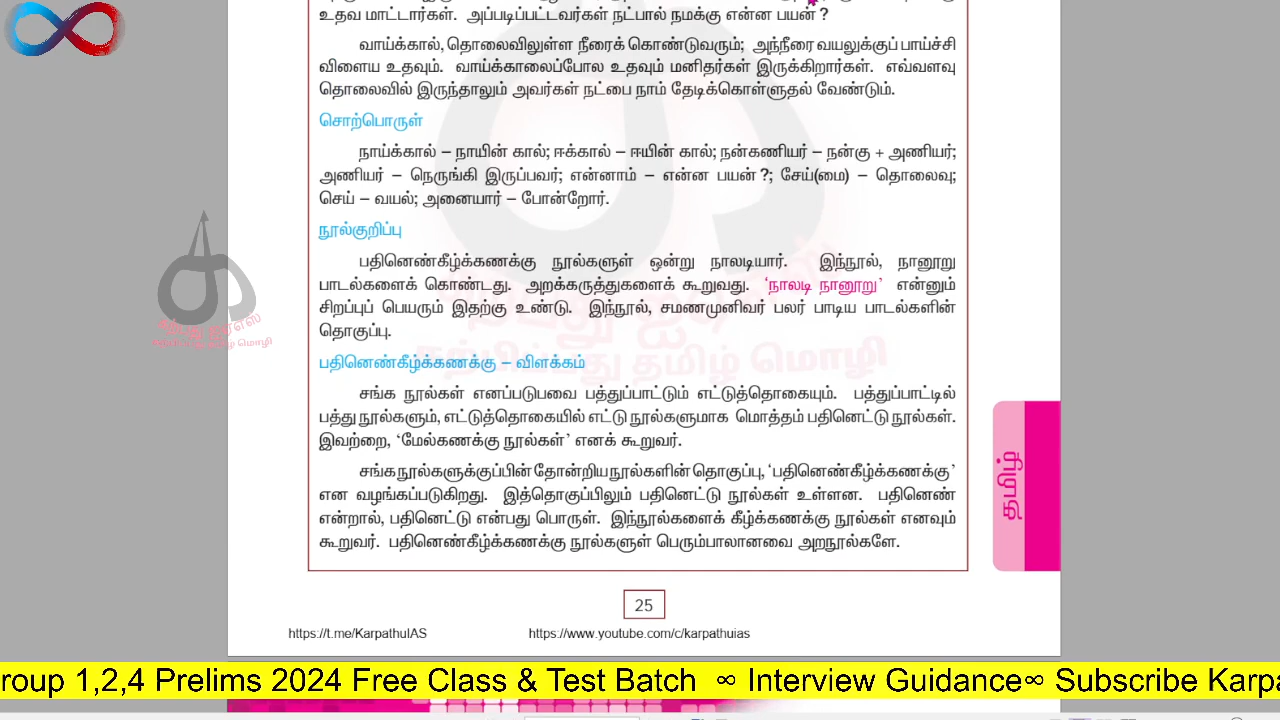 உதவ மாட்டார்கள். அப்படிப்பட்டவர்கள் நட்பால் நமக்கு என்ன பயன் ?
வாய்க்கால், தொலைவிலுள்ள நீரைக் கொண்டுவரும்; அந்நீரை வயலுக்குப் பாய்ச்சி
விளைய உதவும். வாய்க்காலைப்போல உதவும் மனிதர்கள் இருக்கிறார்கள். எவ்வளவு
தொலைவில் இருந்தாலும் அவர்கள் நட்பை நாம் தேடிக்கொள்ளுதல் வேண்டும்.
சொற்பொருள்
நாய்க்கால் – நாயின் கால்; ஈக்கால் – ஈயின் கால்; நன்கணியர் – நன்கு + அணியர்;
அணியர் – நெருங்கி இருப்பவர்; என்னாம் – என்ன பயன் ?; சேய்(மை) – தொலைவு;
செய் – வயல்; அனையார் – போன்றோர்.
நூல்குறிப்பு
பதினெண்கீழ்க்கணக்கு நூல்களுள் ஒன்று நாலடியார். இந்நூல், நானூறு
பாடல்களைக் கொண்டது. அறக்கருத்துகளைக் கூறுவது. ‘நாலடி நானூறு’ என்னும்
சிறப்புப் பெயரும் இதற்கு உண்டு. இந்நூல், சமணமுனிவர் பலர் பாடிய பாடல்களின்
தொகுப்பு.
பதினெண்கீழ்க்கணக்கு – விளக்கம்
சங்க நூல்கள் எனப்படுபவை பத்துப்பாட்டும் எட்டுத்தொகையும். பத்துப்பாட்டில்
பத்து நூல்களும், எட்டுத்தொகையில் எட்டு நூல்களுமாக மொத்தம் பதினெட்டு நூல்கள்.
இவற்றை, ‘மேல்கணக்கு நூல்கள்’ எனக் கூறுவர்.
சங்க நூல்களுக்குப்பின் தோன்றிய நூல்களின் தொகுப்பு, ‘பதினெண்கீழ்க்கணக்கு’
என வழங்கப்படுகிறது. இத்தொகுப்பிலும் பதினெட்டு நூல்கள் உள்ளன. பதினெண்
என்றால், பதினெட்டு என்பது பொருள். இந்நூல்களைக் கீழ்க்கணக்கு நூல்கள் எனவும்
கூறுவர். பதினெண்கீழ்க்கணக்கு நூல்களுள் பெரும்பாலானவை அறநூல்களே.
தமிழ்
25
https://t.me/KarpathuIAS https://www.youtube.com/c/karpathuias
roup 1,2,4 Prelims 2024 Free Class & Test Batch ∞ Interview Guidance∞ Subscribe Karpa